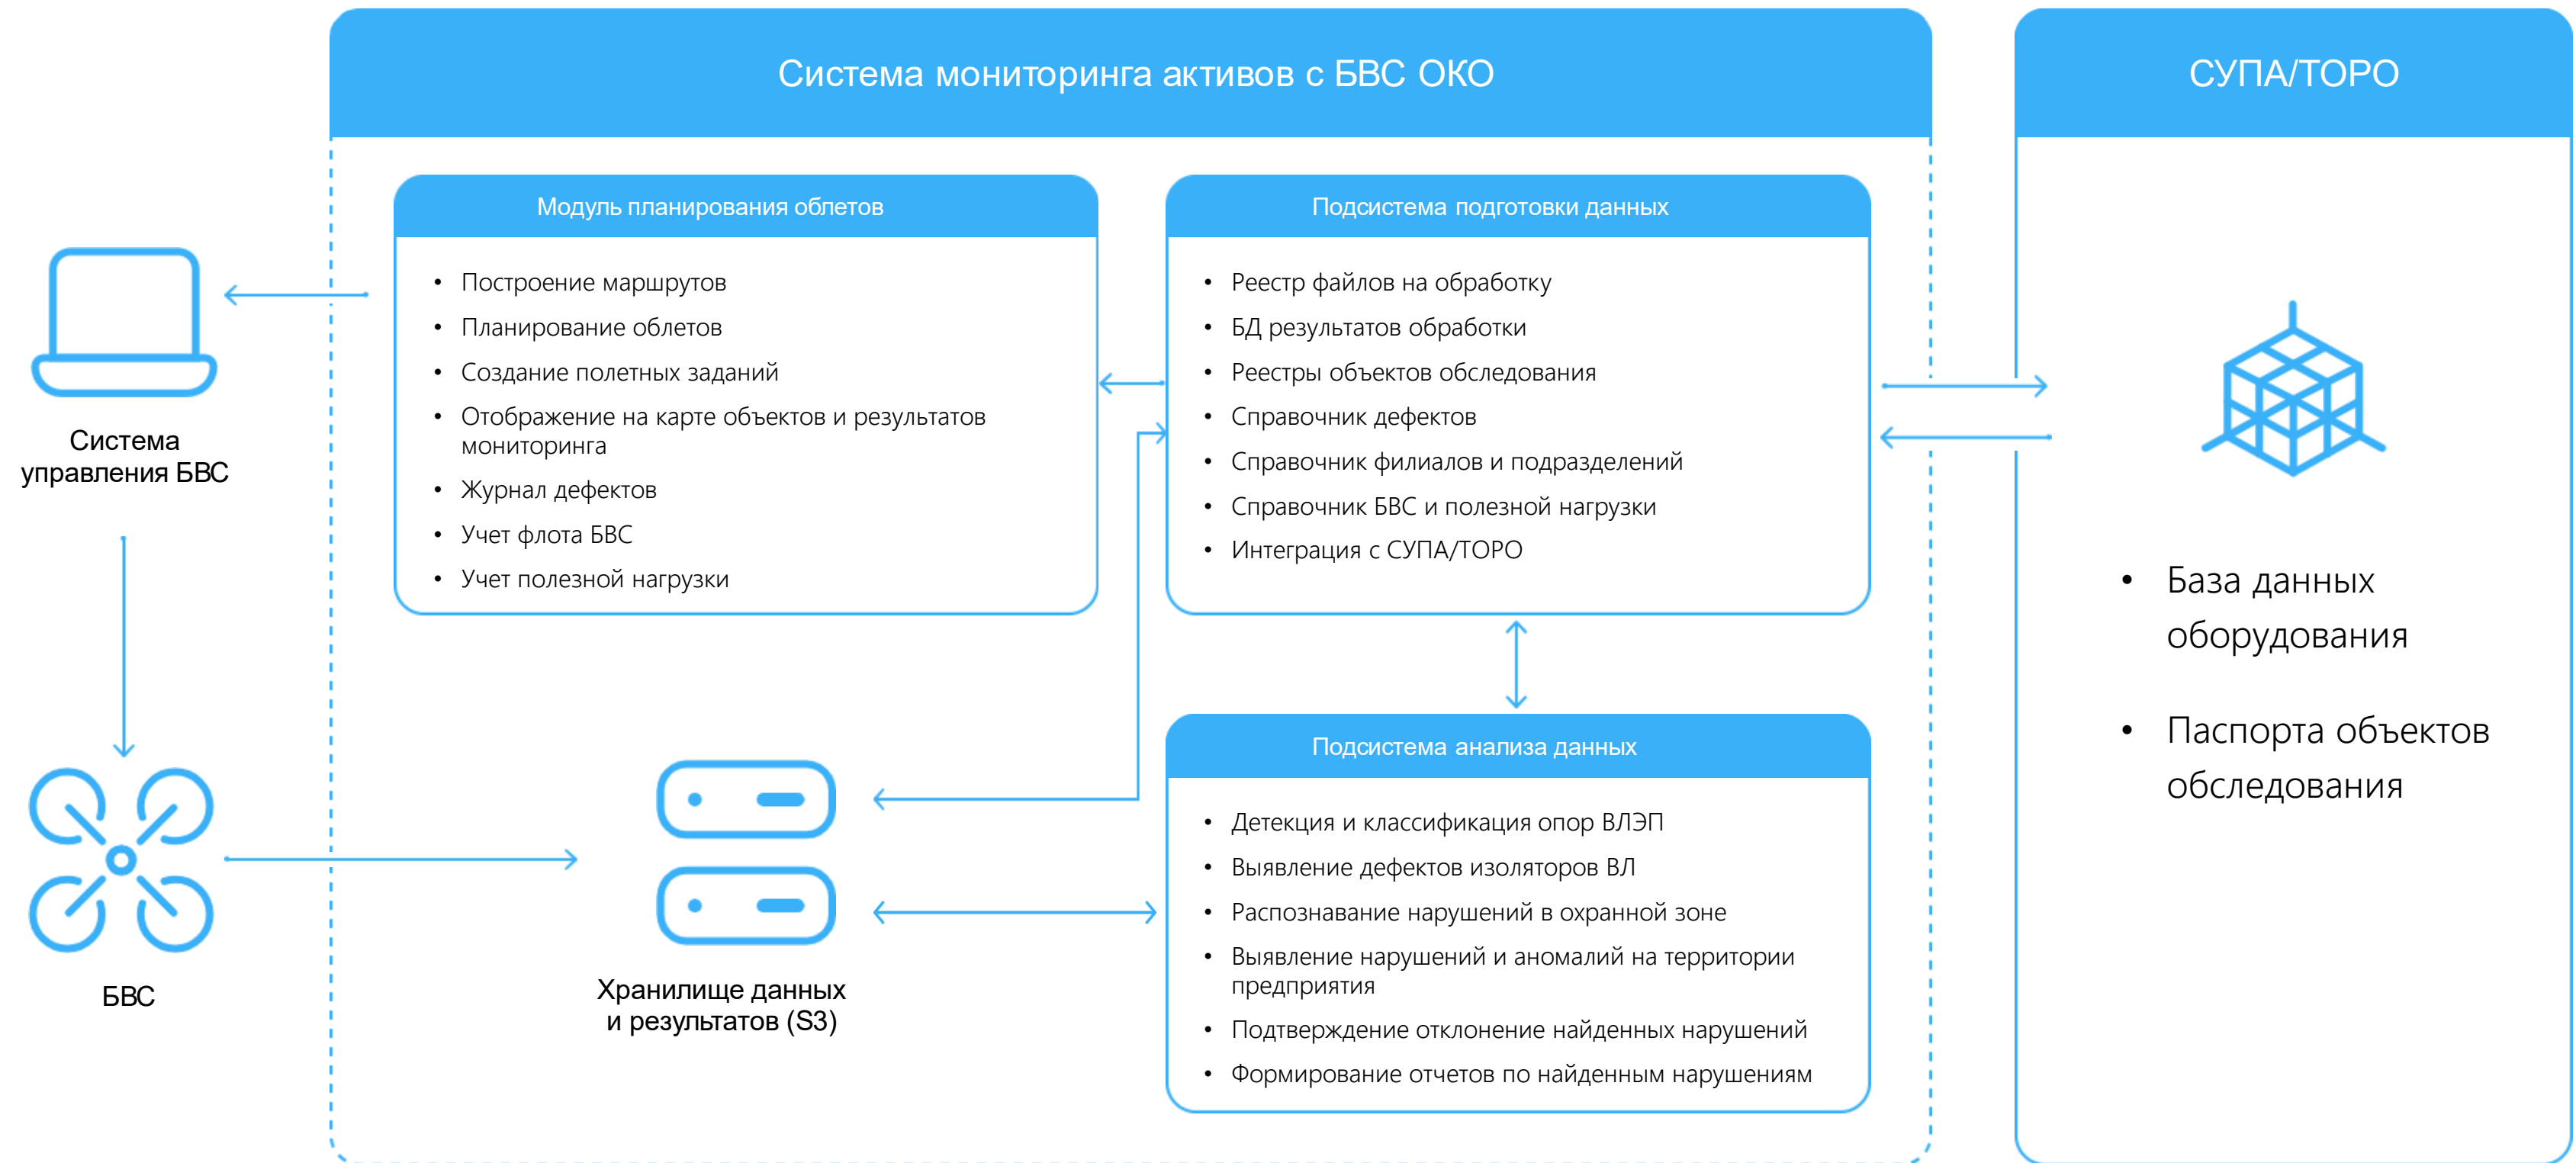 Система мониторинга активов с БВС ОКО
СУПА/ТОРО
Модуль планирования облетов
• Построение маршрутов
• Планирование облетов
• Создание полетных заданий
• Отображение на карте объектов и результатов
мониторинга
• Журнал дефектов
• Учет флота БВС
• Учет полезной нагрузки
Подсистема подготовки данных
• Реестр файлов на обработку
• БД результатов обработки
• Реестры объектов обследования
• Справочник дефектов
• Справочник филиалов и подразделений
• Справочник БВС и полезной нагрузки
• Интеграция с СУПА/ТОРО
Система
управления БВС
БВС
Хранилище данных
и результатов (S3)
Подсистема анализа данных
• Детекция и классификация опор ВЛЭП
• Выявление дефектов изоляторов ВЛ
• Распознавание нарушений в охранной зоне
• Выявление нарушений и аномалий на территории
предприятия
• Подтверждение отклонение найденных нарушений
• Формирование отчетов по найденным нарушениям
• База данных
оборудования
• Паспорта объектов
обследования